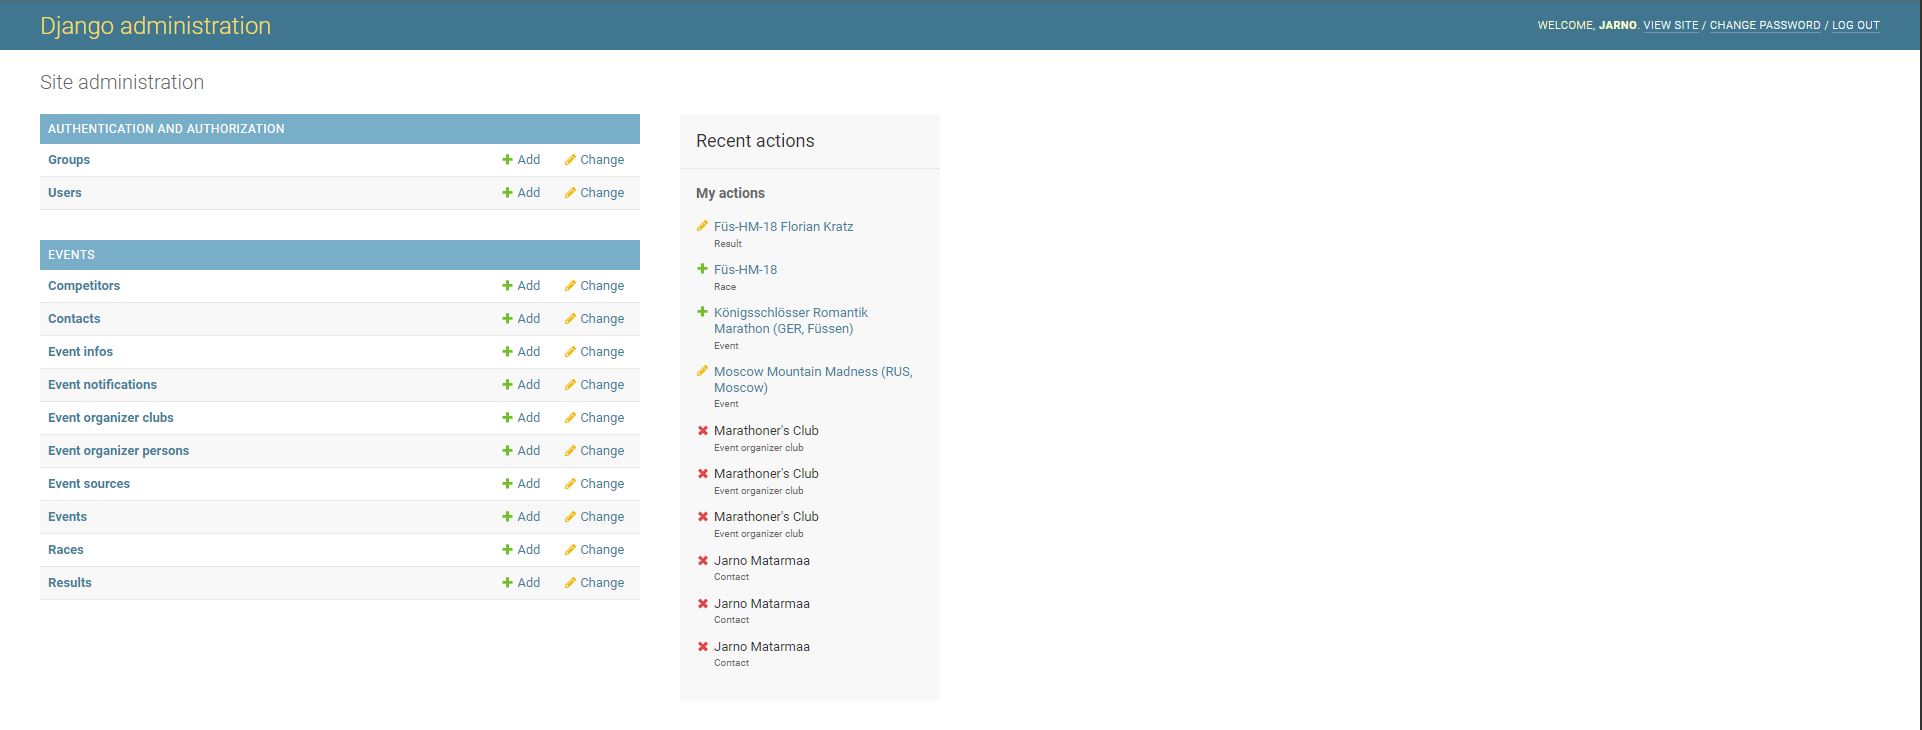 Django administration
WELCOME, JARNO. VIEW SITE / CHANGE PASSWORD / LOG OUT
Site administration
AUTHENTICATION AND AUTHORIZATION
Groups Add Change
Users Add Change
EVENTS
Competitors Add Change
Contacts Add Change
Event infos Add Change
Event notifications Add Change
Event organizer clubs Add Change
Event organizer persons Add Change
Event sources Add Change
Events Add Change
Races Add Change
Results Add Change
Recent actions
My actions
Füs-HM-18 Florian Kratz
Result
Füs-HM-18
Race
Königsschlösser Romantik
Marathon (GER, Füssen)
Event
Moscow Mountain Madness (RUS,
Moscow)
Event
Marathoner's Club
Event organizer club
Marathoner's Club
Event organizer club
Marathoner's Club
Event organizer club
Jarno Matarmaa
Contact
Jarno Matarmaa
Contact
Jarno Matarmaa
Contact